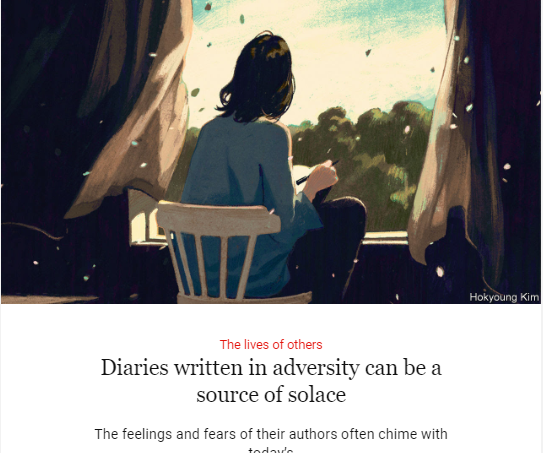 Hokyoung Kim
The lives of others
Diaries written in adversity can be a
source of solace
The feelings and fears of their authors often chime with
today's